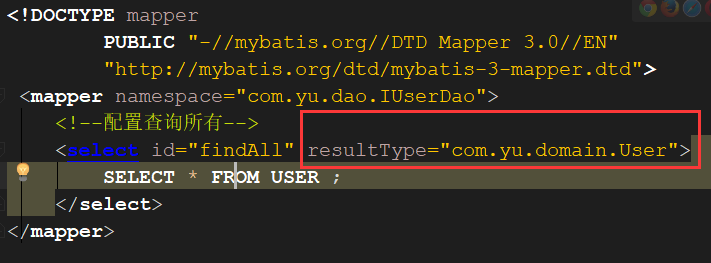 <!DOCTYPE mapper
PUBLIC "-//mybatis.org//DTD Mapper 3.0//EN"
"http://mybatis.org/dtd/mybatis-3-mapper.dtd">
<mapper namespace="com.yu.dao.IUserDao">
<!--配置查询所有-->
<select id="findAll" resultType="com.yu.domain.User">
SELECT * FROM USER ;
</select>
</mapper>